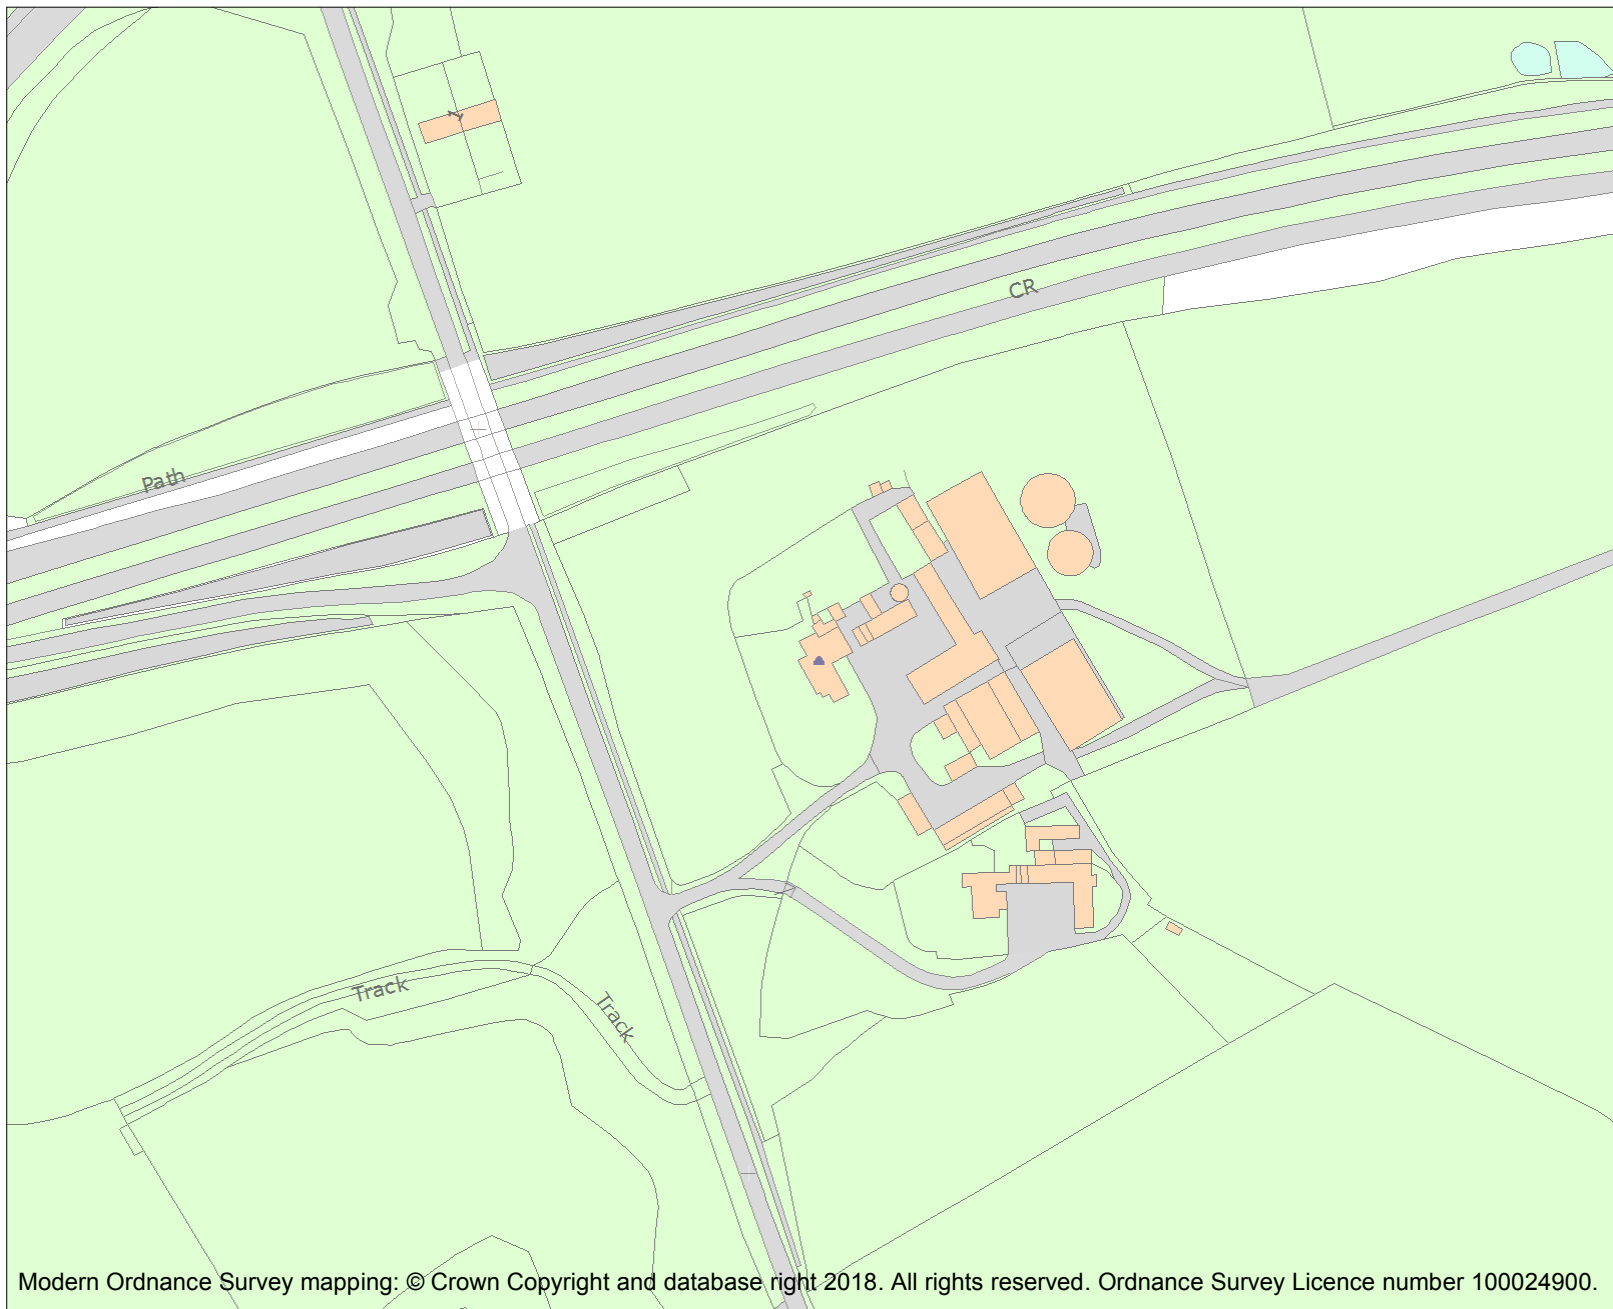 CR
Path
Track
Track
Modern Ordnance Survey mapping: © Crown Copyright and database right 2018. All rights reserved. Ordnance Survey Licence number 100024900.